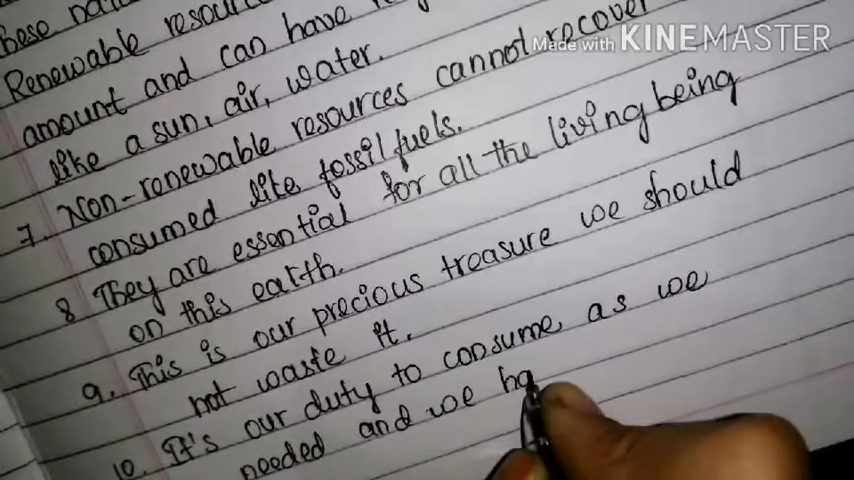 Renewable
amount and can have
like a sun, air, water.
7. Non-renewable resources cannot recover
consumed like fossil fuels.
8 They are essential for all the living being
on this earth.
9. This is our precious treasure we should
not waste it.
10. It's our duty to consume as we
needed and we ha
Made with KINEMASTER